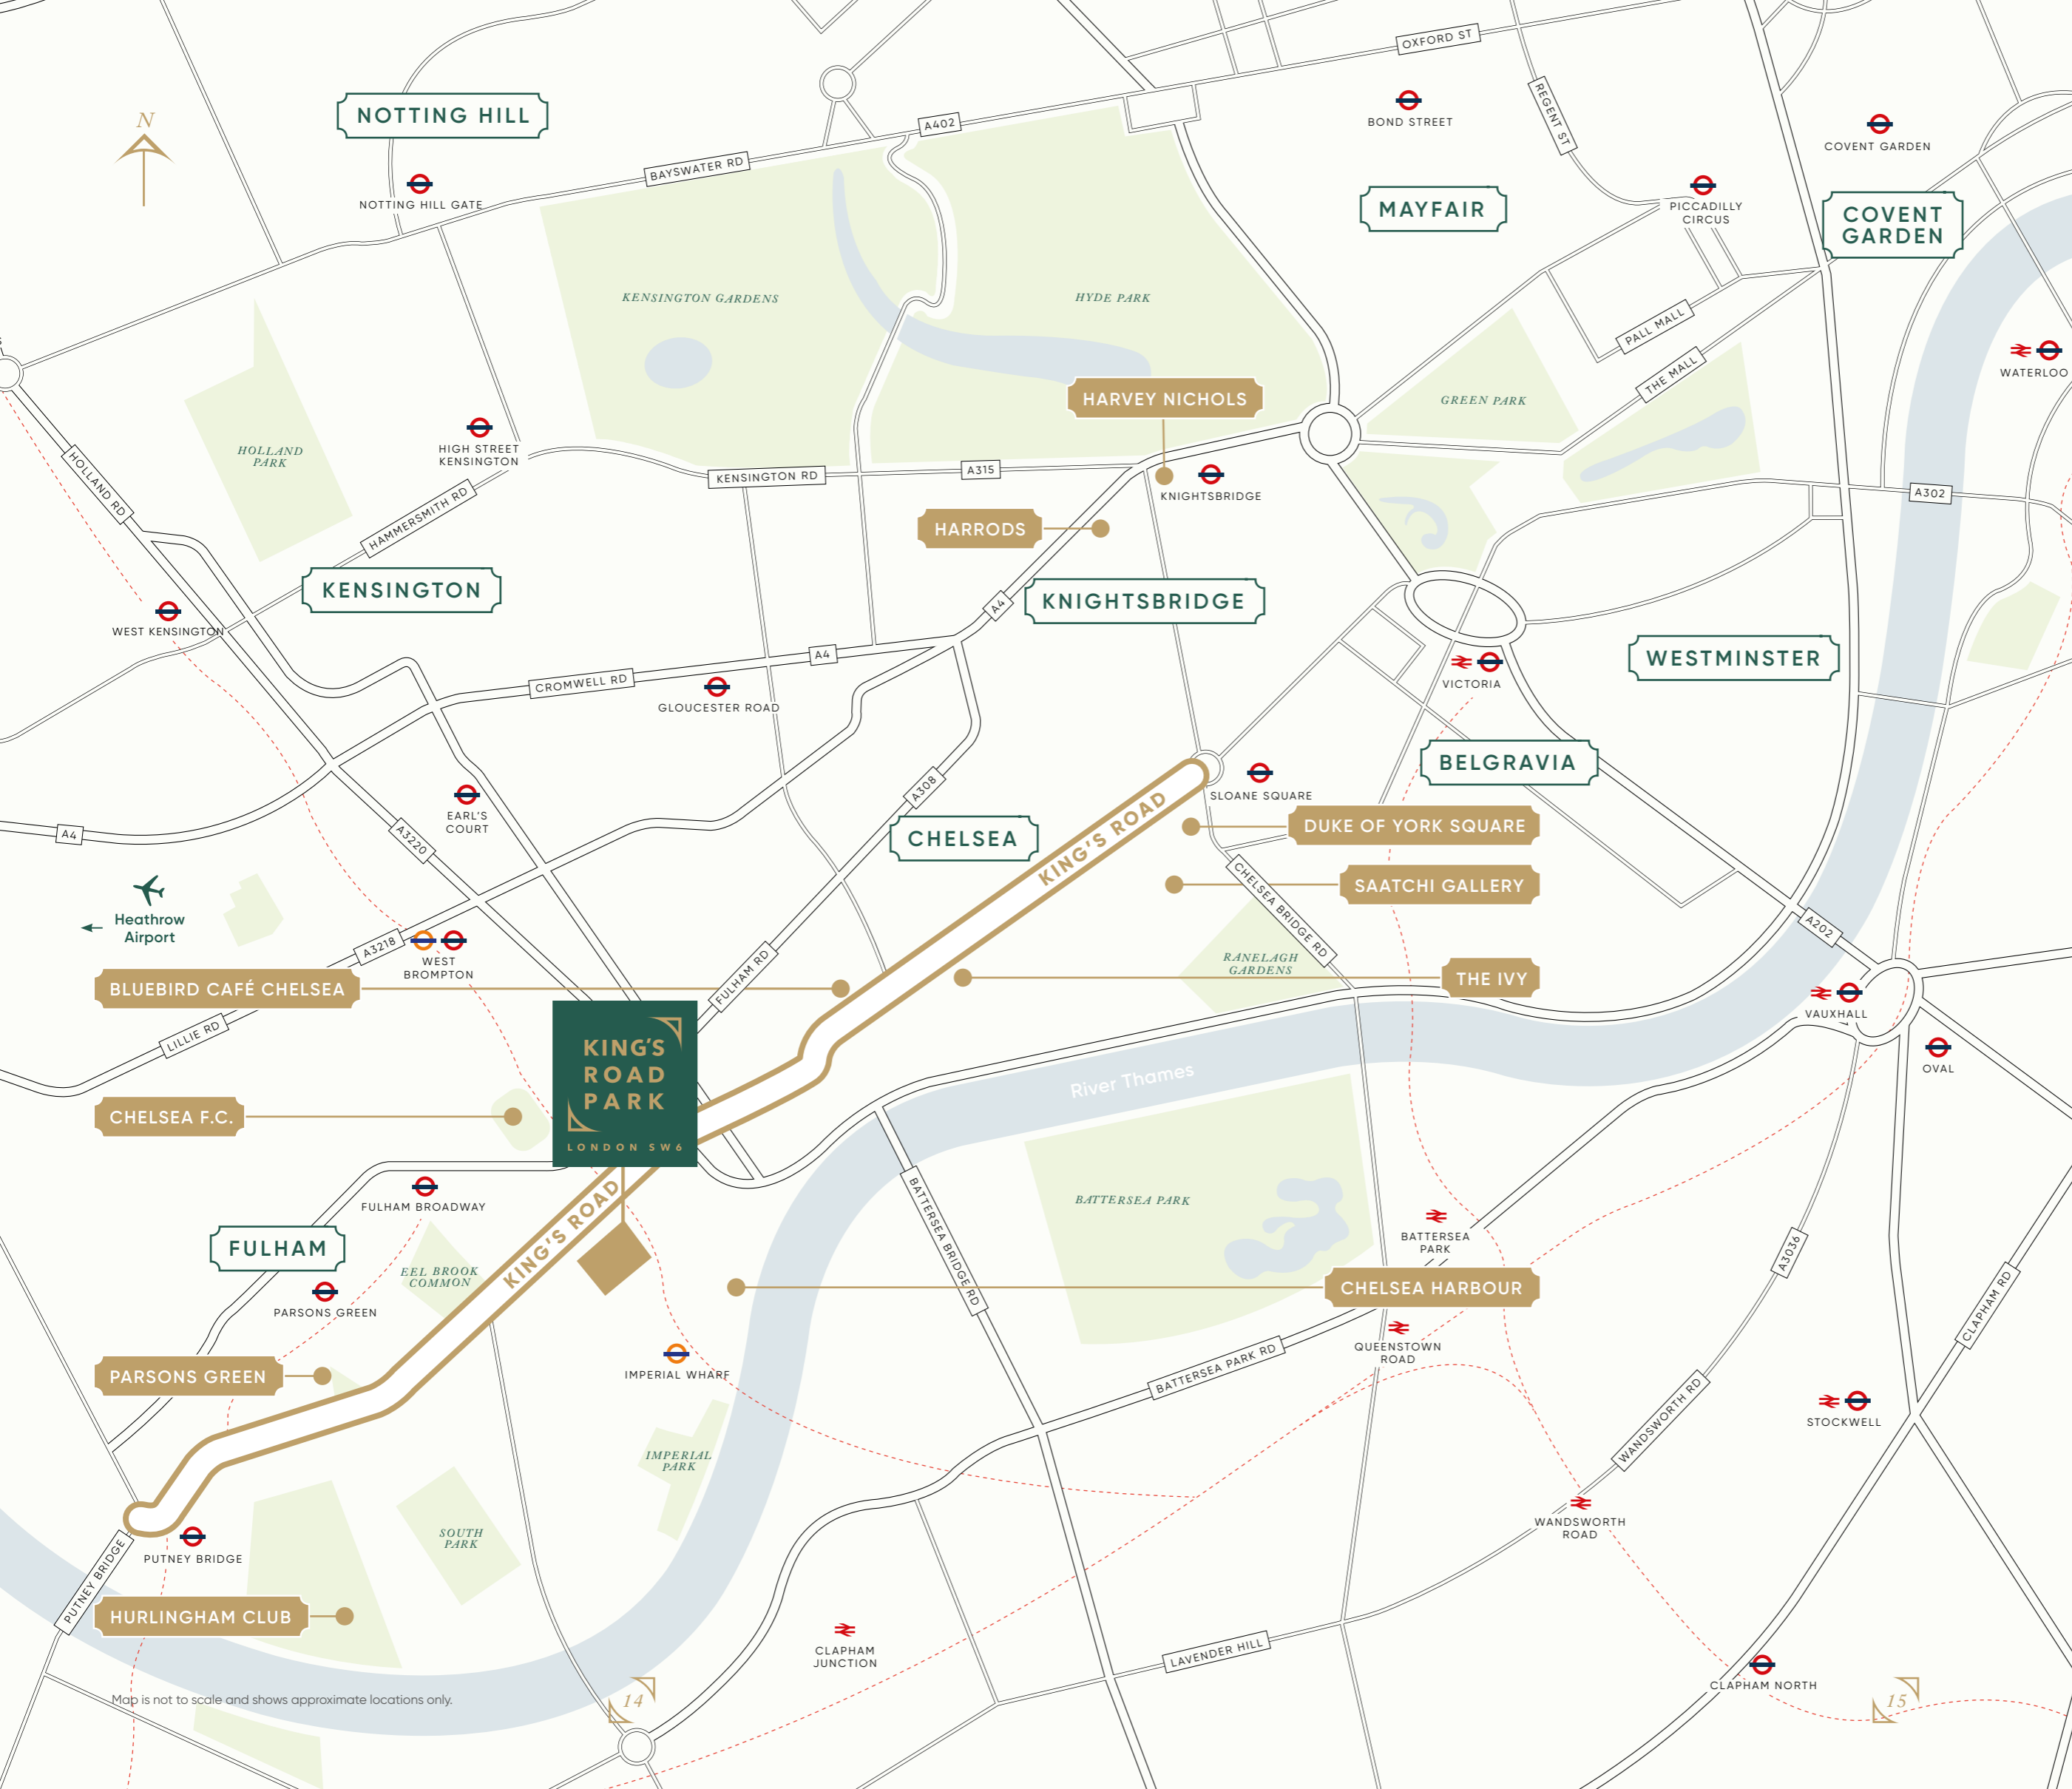 OXFORD ST
BOND STREET
REGENT ST
NOTTING HILL
N
A402
COVENT GARDEN
BAYSWATER RD
NOTTING HILL GATE
MAYFAIR
PICCADILLY
CIRCUS
COVENT
GARDEN
KENSINGTON GARDENS
HYDE PARK
PALL MALL
THE MALL
WATERLOO
HARVEY NICHOLS
GREEN PARK
HOLLAND
PARK
HIGH STREET
KENSINGTON
HOLLAND RD
KENSINGTON RD
A315
KNIGHTSBRIDGE
A302
HAMMERSMITH RD
HARRODS
KENSINGTON
A4
KNIGHTSBRIDGE
WEST KENSINGTON
A4
WESTMINSTER
CROMWELL RD
GLOUCESTER ROAD
VICTORIA
BELGRAVIA
A308
SLOANE SQUARE
EARL'S
COURT
A4
A3220
CHELSEA
KING'S ROAD
DUKE OF YORK SQUARE
SAATCHI GALLERY
CHELSEA BRIDGE RD
Heathrow
Airport
A3218
WEST
BROMPTON
A202
RANELAGH
GARDENS
FULHAM RD
THE IVY
BLUEBIRD CAFÉ CHELSEA
VAUXHALL
LILLIE RD
KING'S
ROAD
PARK
LONDON SW6
River Thames
OVAL
CHELSEA F.C.
FULHAM BROADWAY
BATTERSEA PARK
BATTERSEA BRIDGE RD
BATTERSEA
PARK
FULHAM
KING'S ROAD
A3036
EEL BROOK
COMMON
CHELSEA HARBOUR
PARSONS GREEN
CLAPHAM RD
QUEENSTOWN
ROAD
IMPERIAL WHARF
BATTERSEA PARK RD
PARSONS GREEN
WANDSWORTH RD
STOCKWELL
IMPERIAL
PARK
SOUTH
PARK
WANDSWORTH
ROAD
PUTNEY BRIDGE
PUTNEY BRIDGE
HURLINGHAM CLUB
CLAPHAM
JUNCTION
LAVENDER HILL
CLAPHAM NORTH
Map is not to scale and shows approximate locations only.
14
15